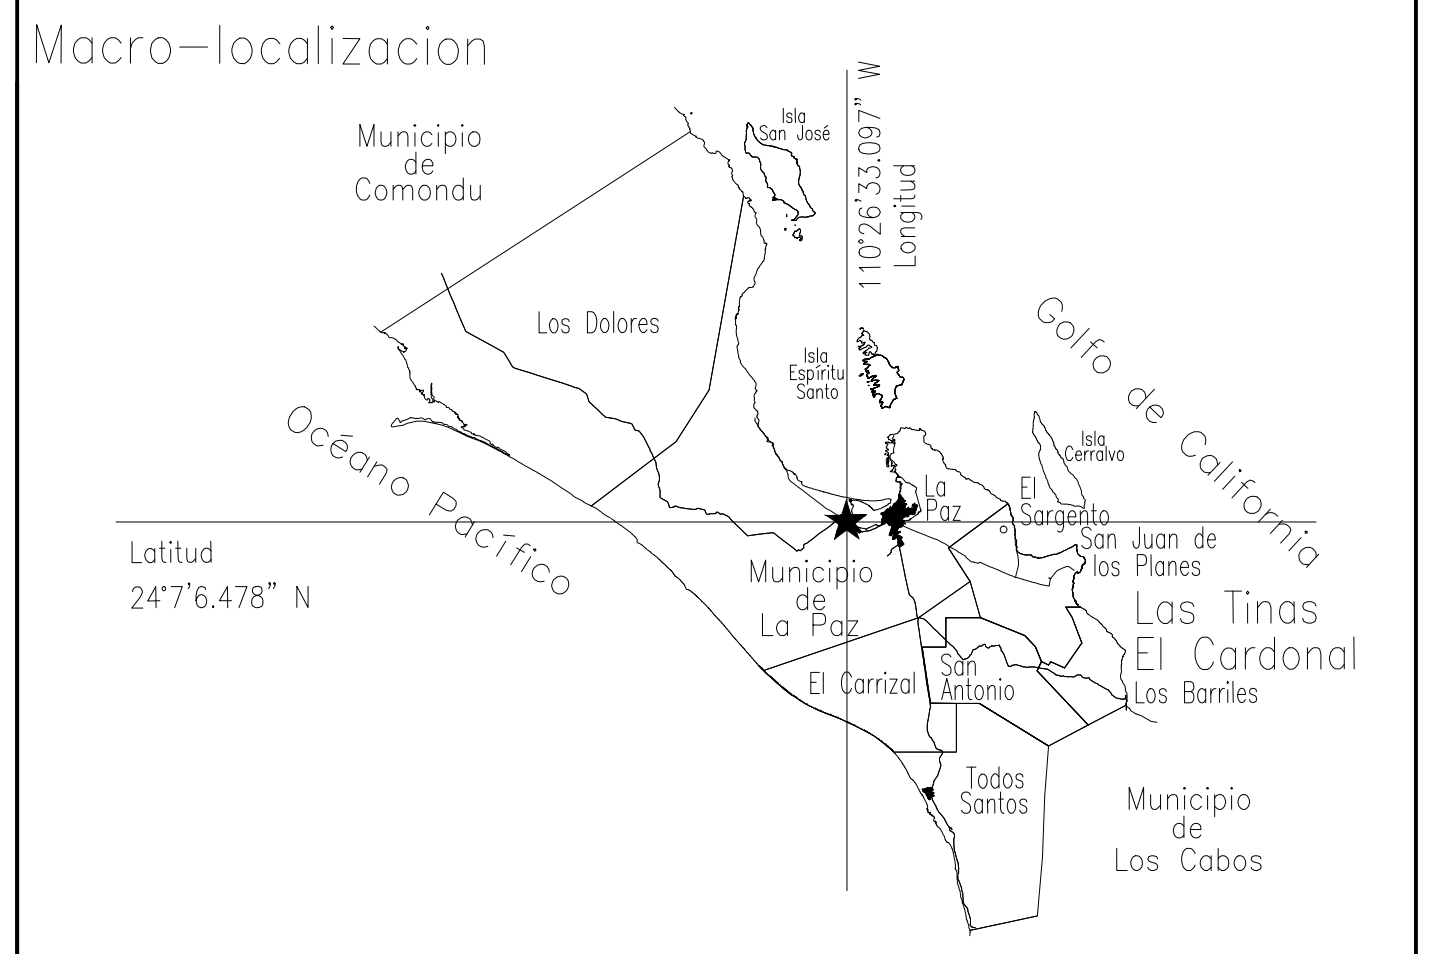 Macro-localizacion
Municipio
de
Comondu
Isla
San José
110°26'33.097" W
Longitud
Los Dolores
Isla
Espíritu
Santo
Golfo de California
Océano Pacífico
Isla
Cerralvo
La
Paz
El
Sargento
San Juan de
los Planes
Latitud
24°7'6.478" N
Municipio
de
La Paz
Las Tinas
El Cardonal
Los Barriles
El Carrizal
San
Antonio
Todos
Santos
Municipio
de
Los Cabos